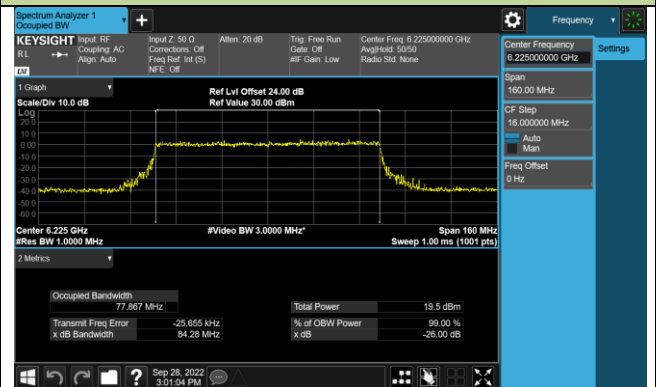 Spectrum Analyzer 1
Occupied BW
Frequency
KEYSIGHT
RL
LXI
Input: RF
Coupling: AC
Align: Auto
Input Z: 50 Ω
Corrections: Off
Freq Ref: Int (S)
NFE: Off
Atten: 20 dB
Trig: Free Run
Gate: Off
#IF Gain: Low
Center Freq: 6.225000000 GHz
Avg|Hold: 50/50
Radio Std: None
Center Frequency
6.225000000 GHz
Settings
Span
160.00 MHz
CF Step
16.000000 MHz
Auto
Man
Freq Offset
0 Hz
1 Graph
Scale/Div 10.0 dB
Ref Lvl Offset 24.00 dB
Ref Value 30.00 dBm
Log
20.0
10.0
0.00
-10.0
-20.0
-30.0
-40.0
-50.0
-60.0
Center 6.225 GHz
#Res BW 1.0000 MHz
#Video BW 3.0000 MHz*
Span 160 MHz
Sweep 1.00 ms (1001 pts)
2 Metrics
Occupied Bandwidth
77.867 MHz
Total Power 19.5 dBm
Transmit Freq Error -25.655 kHz
% of OBW Power 99.00 %
x dB Bandwidth 84.28 MHz
x dB -26.00 dB
?
Sep 28, 2022
3:01:04 PM